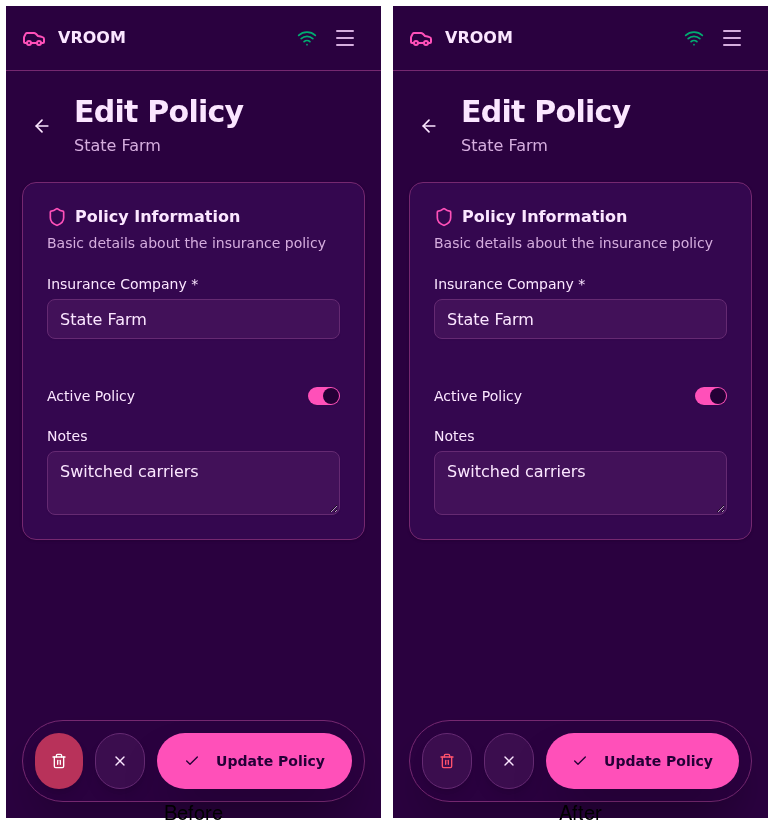 VROOM
Edit Policy
State Farm
Policy Information
Basic details about the insurance policy
Insurance Company *
State Farm
Active Policy
Notes
Switched carriers
Update Policy
Before
VROOM
Edit Policy
State Farm
Policy Information
Basic details about the insurance policy
Insurance Company *
State Farm
Active Policy
Notes
Switched carriers
Update Policy
After